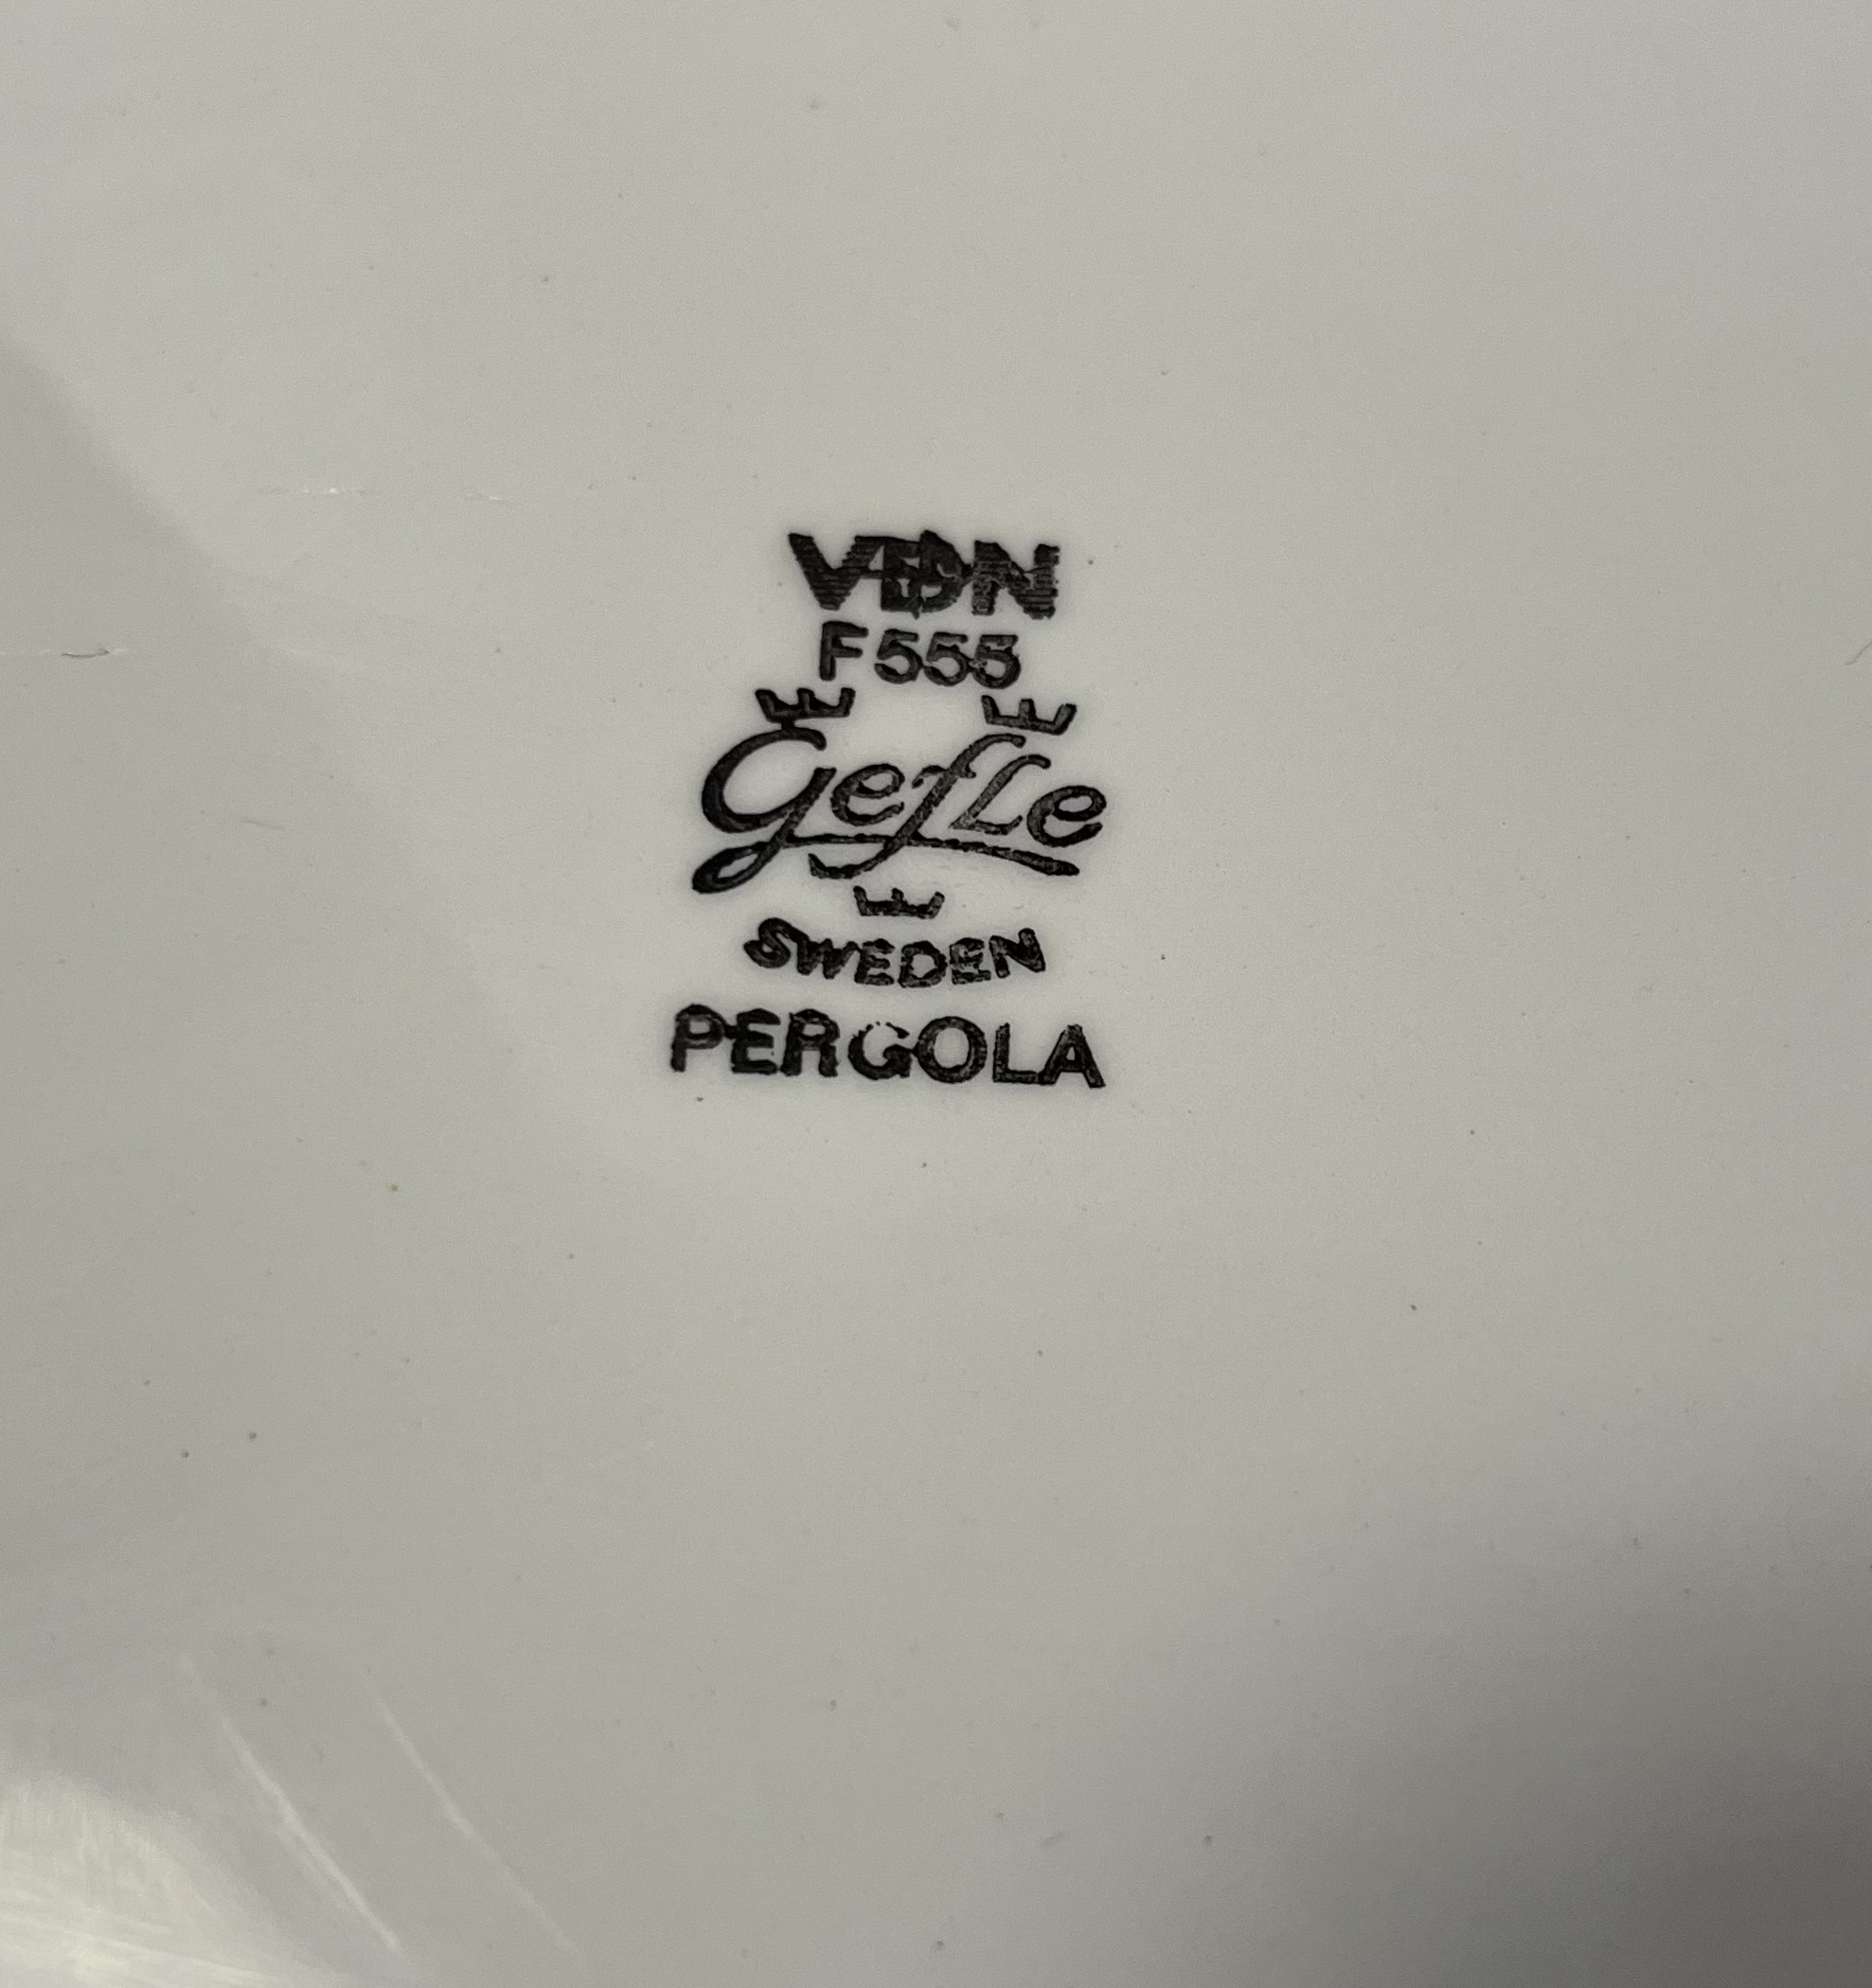 VDN
F555
Gefle
SWEDEN
PERGOLA